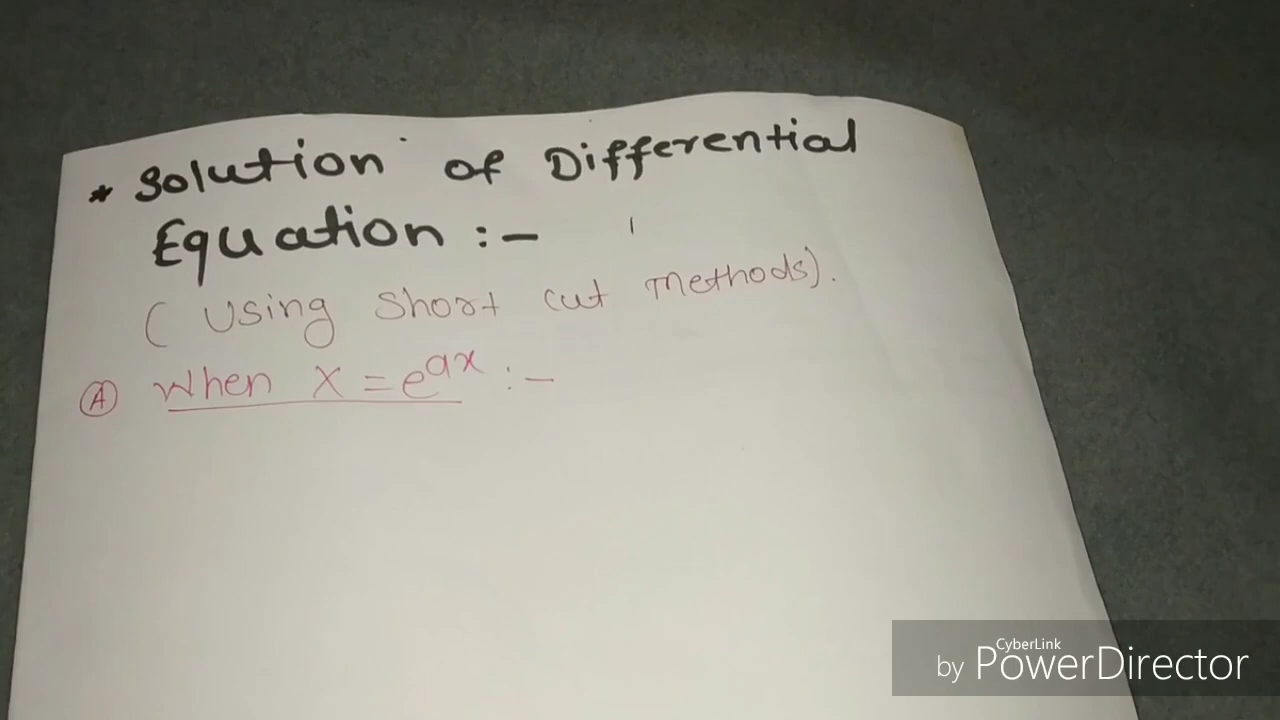 * Solution of Differential
Equation :-
( Using Short cut Methods).
(A) When X = e^ax :-
CyberLink
by PowerDirector